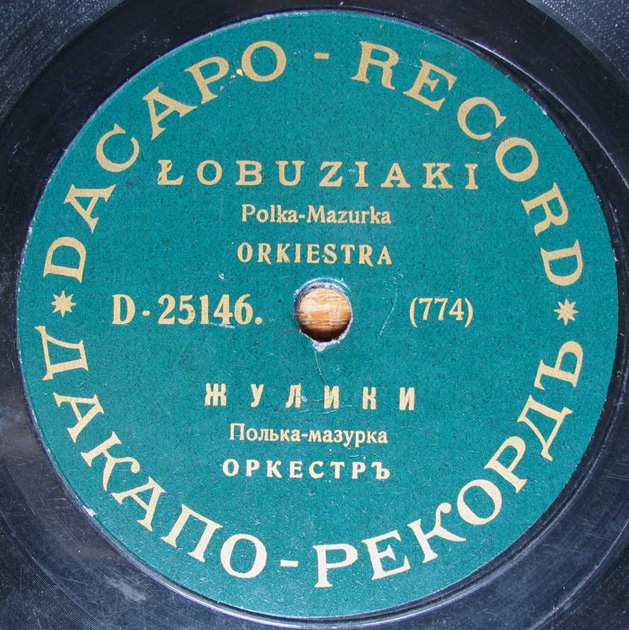 DACAPO-RECORD
ŁOBUZIAKI
Polka-Mazurka
ORKIESTRA
D-25146. (774)
ЖУЛИКИ
Полька-мазурка
ОРКЕСТРЪ
ДАКАПО-РЕКОРДЪ